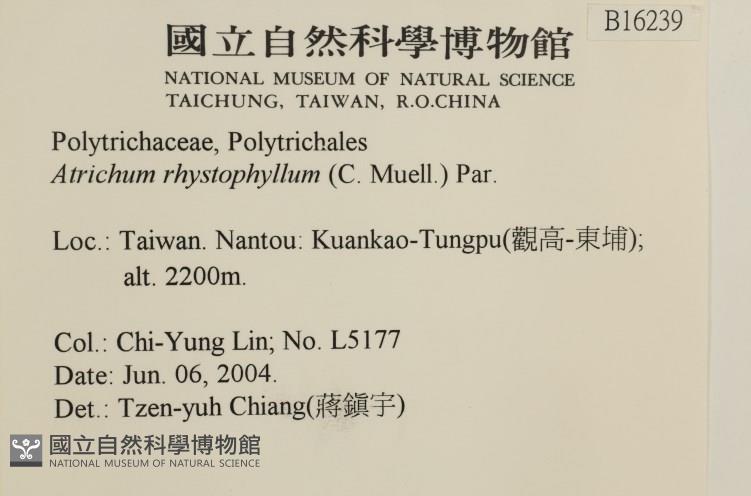 B16239
國立自然科學博物館
NATIONAL MUSEUM OF NATURAL SCIENCE
TAICHUNG, TAIWAN, R.O.CHINA
Polytrichaceae, Polytrichales
Atrichum rhystophyllum (C. Muell.) Par.
Loc.: Taiwan. Nantou: Kuankao-Tungpu(觀高-東埔);
alt. 2200m.
Col.: Chi-Yung Lin; No. L5177
Date: Jun. 06, 2004.
Det.: Tzen-yuh Chiang(蔣鎭宇)
國立自然科學博物館
NATIONAL MUSEUM OF NATURAL SCIENCE